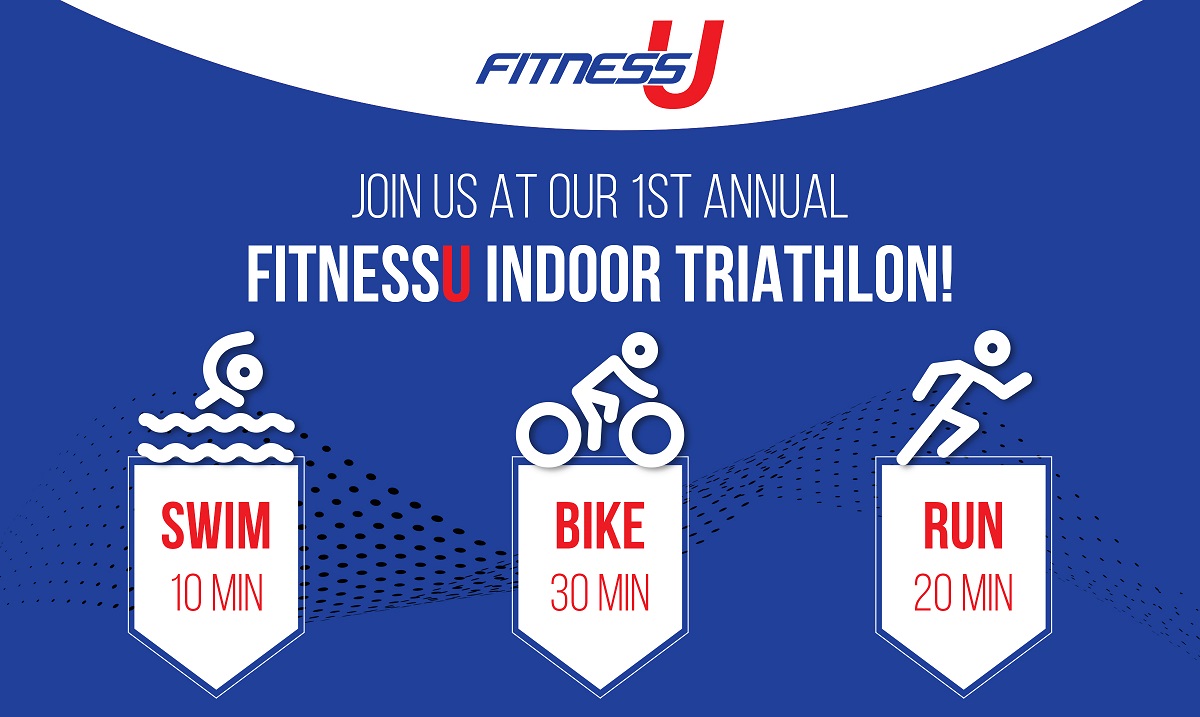 FITNESSU
JOIN US AT OUR 1ST ANNUAL
FITNESSU INDOOR TRIATHLON!
SWIM
10 MIN
BIKE
30 MIN
RUN
20 MIN